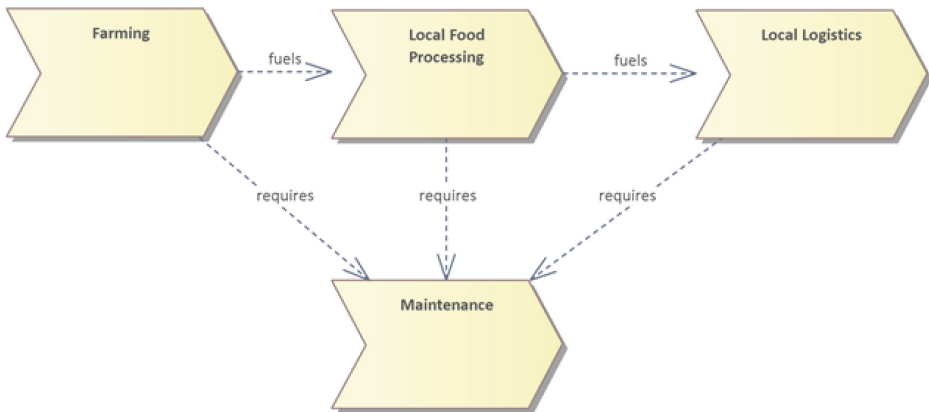 Farming
Local Food
Processing
Local Logistics
fuels
fuels
requires
requires
requires
Maintenance